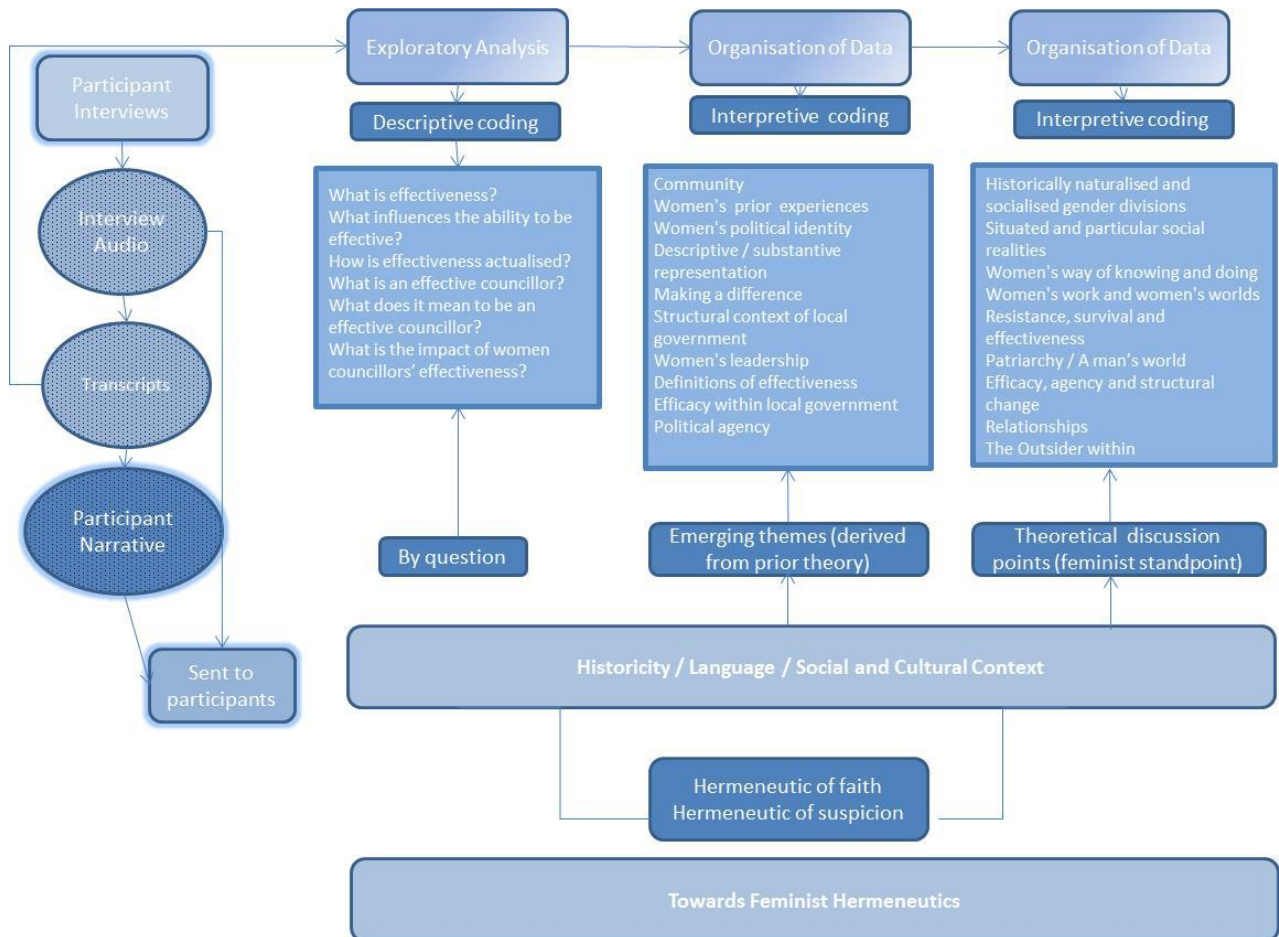 Participant
Interviews
Interview
Audio
Transcripts
Participant
Narrative
Sent to
participants
Exploratory Analysis
Descriptive coding
What is effectiveness?
What influences the ability to be
effective?
How is effectiveness actualised?
What is an effective councillor?
What does it mean to be an
effective councillor?
What is the impact of women
councillors’ effectiveness?
By question
Organisation of Data
Interpretive coding
Community
Women's prior experiences
Women's political identity
Descriptive / substantive
representation
Making a difference
Structural context of local
government
Women's leadership
Definitions of effectiveness
Efficacy within local government
Political agency
Emerging themes (derived
from prior theory)
Organisation of Data
Interpretive coding
Historically naturalised and
socialised gender divisions
Situated and particular social
realities
Women's way of knowing and doing
Women's work and women's worlds
Resistance, survival and
effectiveness
Patriarchy / A man’s world
Efficacy, agency and structural
change
Relationships
The Outsider within
Theoretical discussion
points (feminist standpoint)
Historicity / Language / Social and Cultural Context
Hermeneutic of faith
Hermeneutic of suspicion
Towards Feminist Hermeneutics